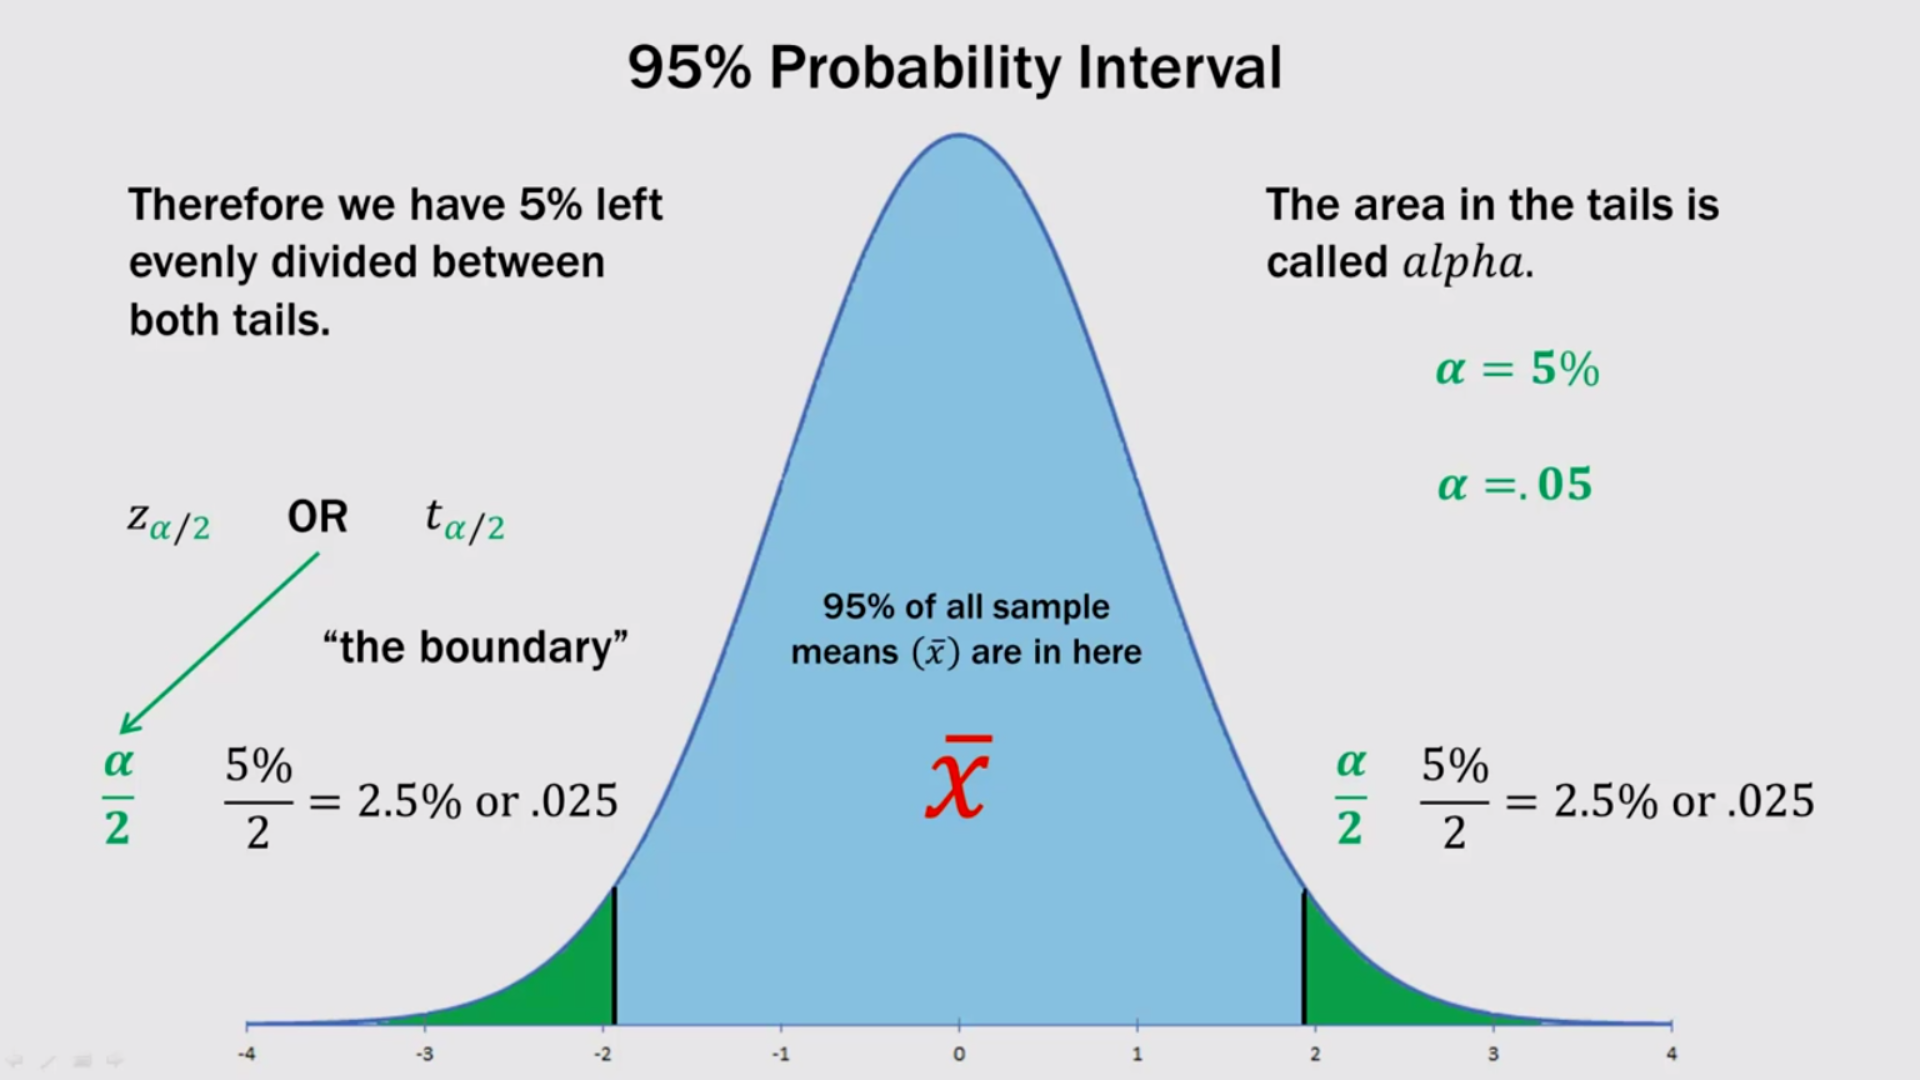 95% Probability Interval
Therefore we have 5% left
evenly divided between
both tails.
The area in the tails is
called alpha.
α = 5%
α =.05
zα/2 OR tα/2
“the boundary”
95% of all sample
means (x̄) are in here
x̄
α/2 5%/2 = 2.5% or .025
α/2 5%/2 = 2.5% or .025
-4 -3 -2 -1 0 1 2 3 4